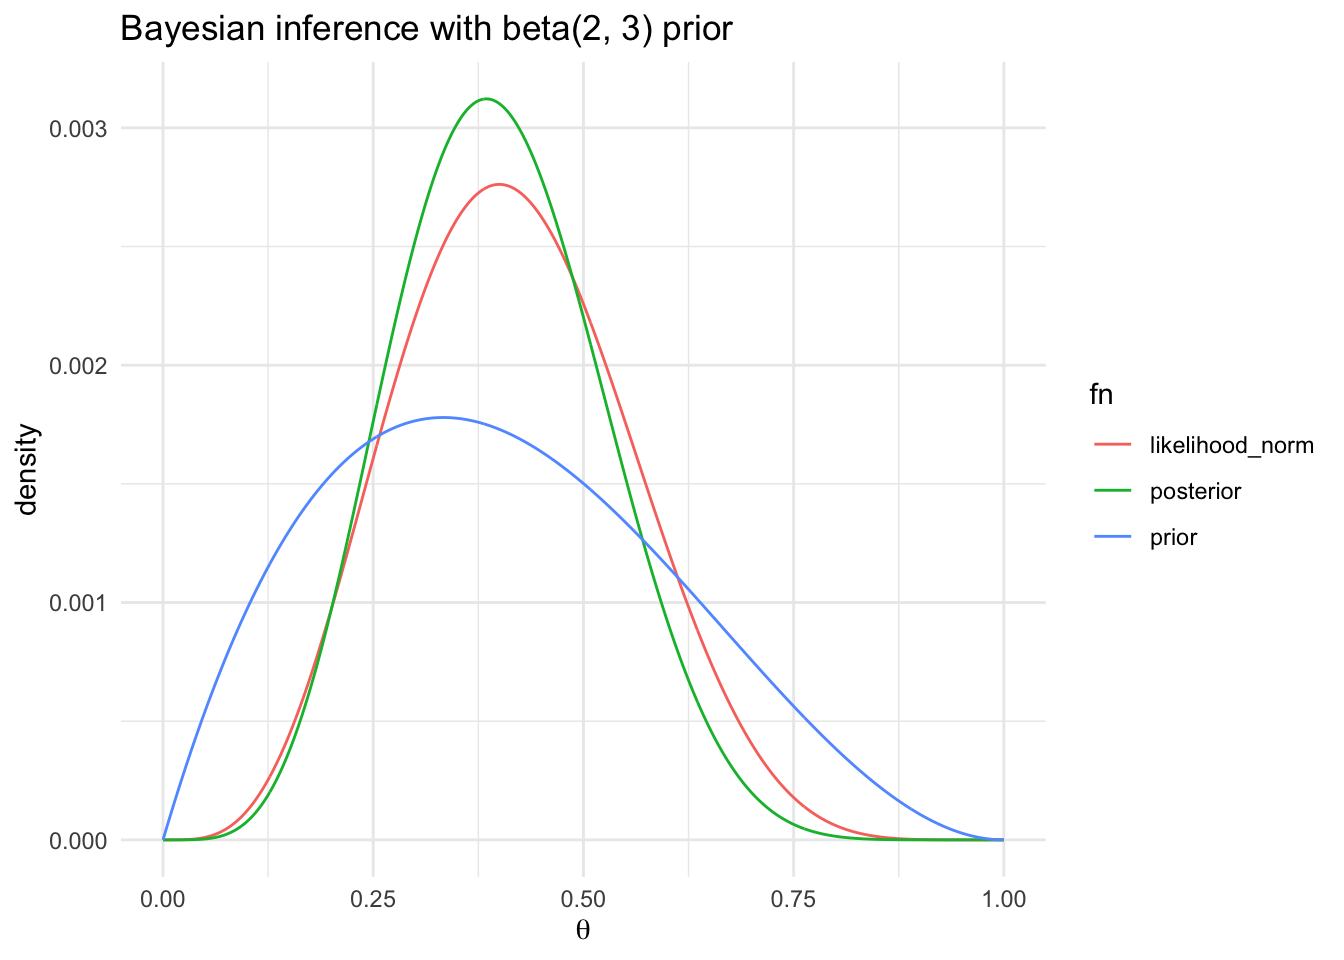 Bayesian inference with beta(2, 3) prior
density
0.003
0.002
0.001
0.000
0.00 0.25 0.50 0.75 1.00
θ
fn
likelihood_norm
posterior
prior